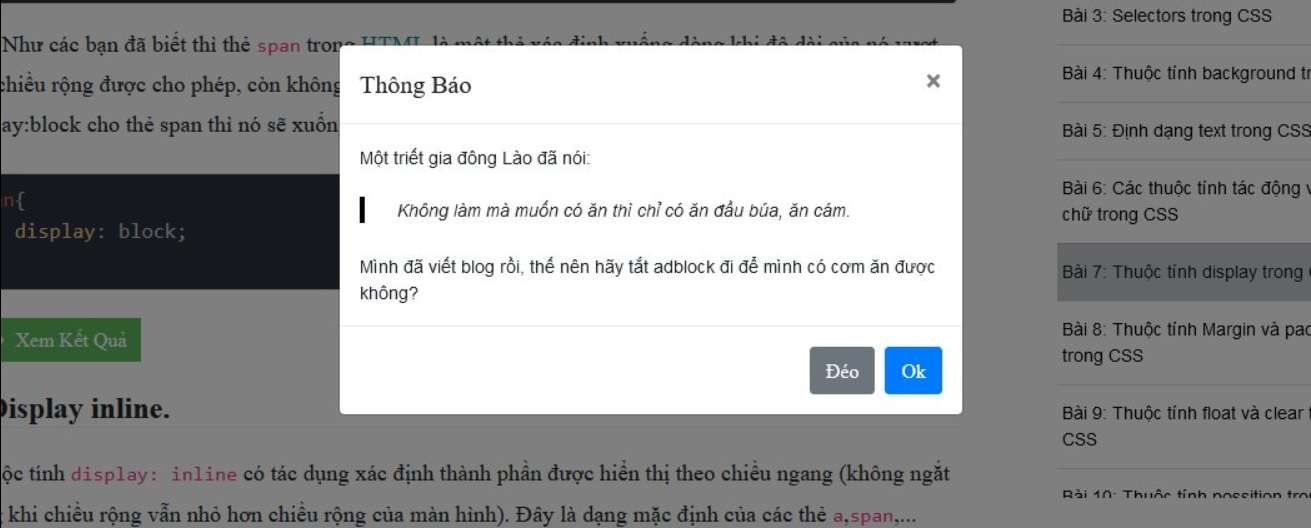 Như các bạn đã biết thì thẻ span trong HTML là một thẻ xác định xuống dòng khi độ dài của nó vượt
chiều rộng được cho phép, còn không
ay:block cho thẻ span thì nó sẽ xuốn
n{
display: block;
Xem Kết Quả
Display inline.
ộc tính display: inline có tác dụng xác định thành phần được hiển thị theo chiều ngang (không ngắt
khi chiều rộng vẫn nhỏ hơn chiều rộng của màn hình). Đây là dạng mặc định của các thẻ a,span,...
Thông Báo
×
Một triết gia đông Lào đã nói:
Không làm mà muốn có ăn thì chỉ có ăn đầu búa, ăn cám.
Mình đã viết blog rồi, thế nên hãy tắt adblock đi để mình có cơm ăn được
không?
Đéo
Ok
Bài 3: Selectors trong CSS
Bài 4: Thuộc tính background tr
Bài 5: Định dạng text trong CSS
Bài 6: Các thuộc tính tác động v
chữ trong CSS
Bài 7: Thuộc tính display trong
Bài 8: Thuộc tính Margin và pad
trong CSS
Bài 9: Thuộc tính float và clear t
CSS
Bài 10: Thuộc tính possition tron